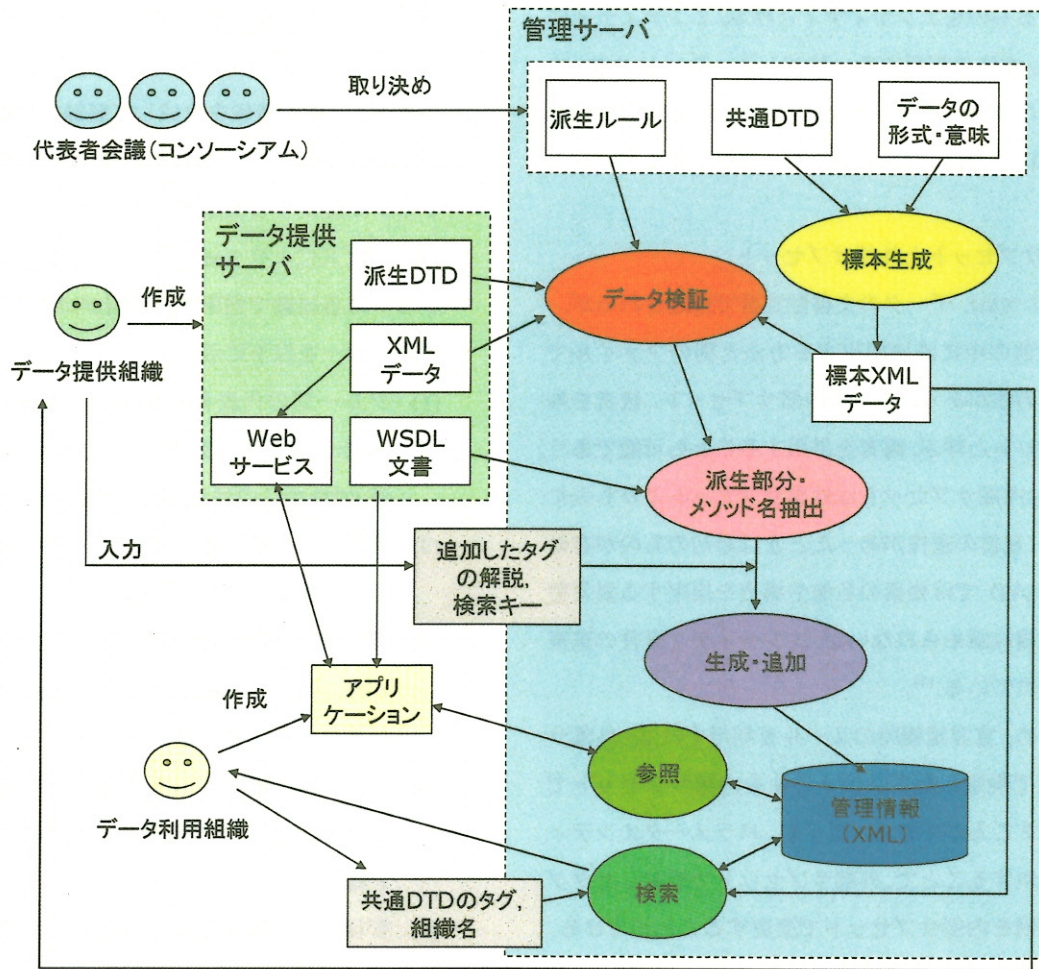 管理サーバ
取り決め
代表者会議(コンソーシアム)
派生ルール
共通DTD
データの
形式・意味
データ提供
サーバ
派生DTD
XML
データ
Web
サービス
WSDL
文書
作成
データ提供組織
データ検証
標本生成
標本XML
データ
派生部分・
メソッド名抽出
入力
追加したタグ
の解説,
検索キー
生成・追加
アプリ
ケーション
作成
データ利用組織
参照
管理情報
(XML)
検索
共通DTDのタグ,
組織名